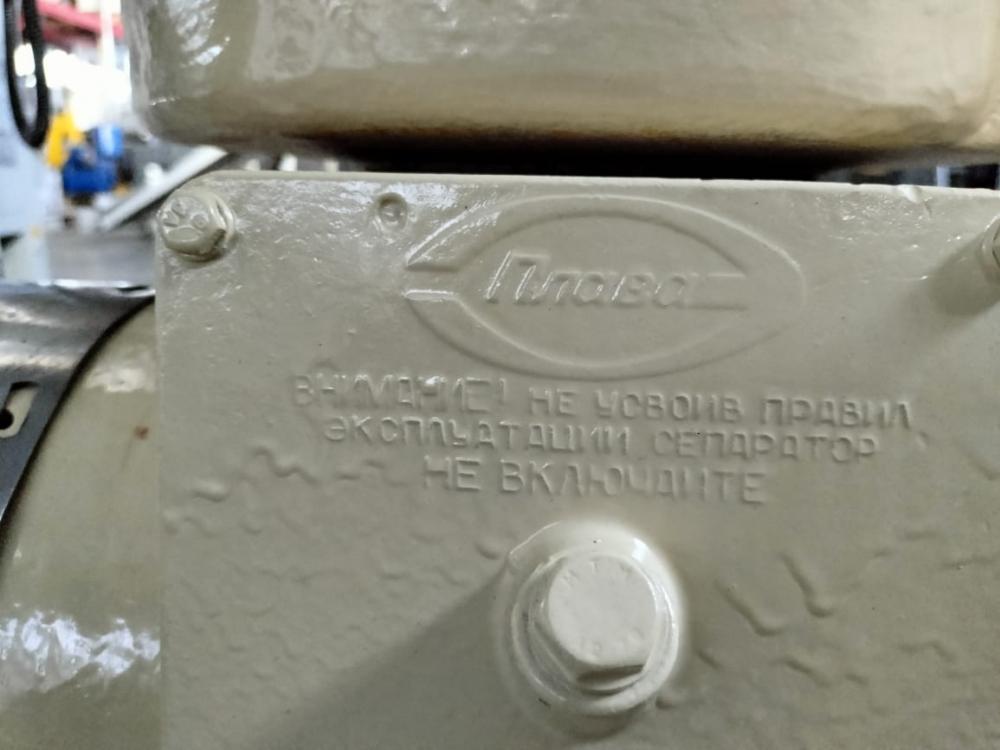 Плава
ВНИМАНИЕ! НЕ УСВОИВ ПРАВИЛ
ЭКСПЛУАТАЦИИ СЕПАРАТОР
НЕ ВКЛЮЧАЙТЕ